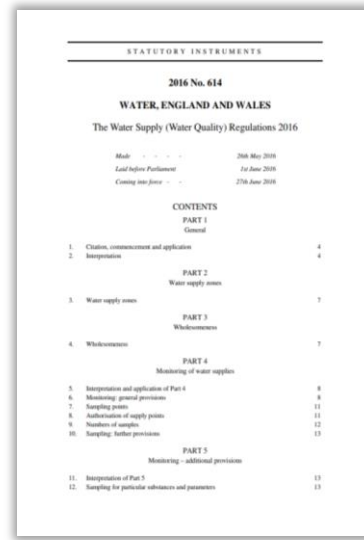 STATUTORY INSTRUMENTS
2016 No. 614
WATER, ENGLAND AND WALES
The Water Supply (Water Quality) Regulations 2016
Made - - - - 26th May 2016
Laid before Parliament 1st June 2016
Coming into force - - 27th June 2016
CONTENTS
PART 1
General
1. Citation, commencement and application 4
2. Interpretation 4
PART 2
Water supply zones
3. Water supply zones 7
PART 3
Wholesomeness
4. Wholesomeness 7
PART 4
Monitoring of water supplies
5. Interpretation and application of Part 4 8
6. Monitoring: general provisions 8
7. Sampling points 11
8. Authorisation of supply points 11
9. Numbers of samples 12
10. Sampling: further provisions 13
PART 5
Monitoring – additional provisions
11. Interpretation of Part 5 13
12. Sampling for particular substances and parameters 13